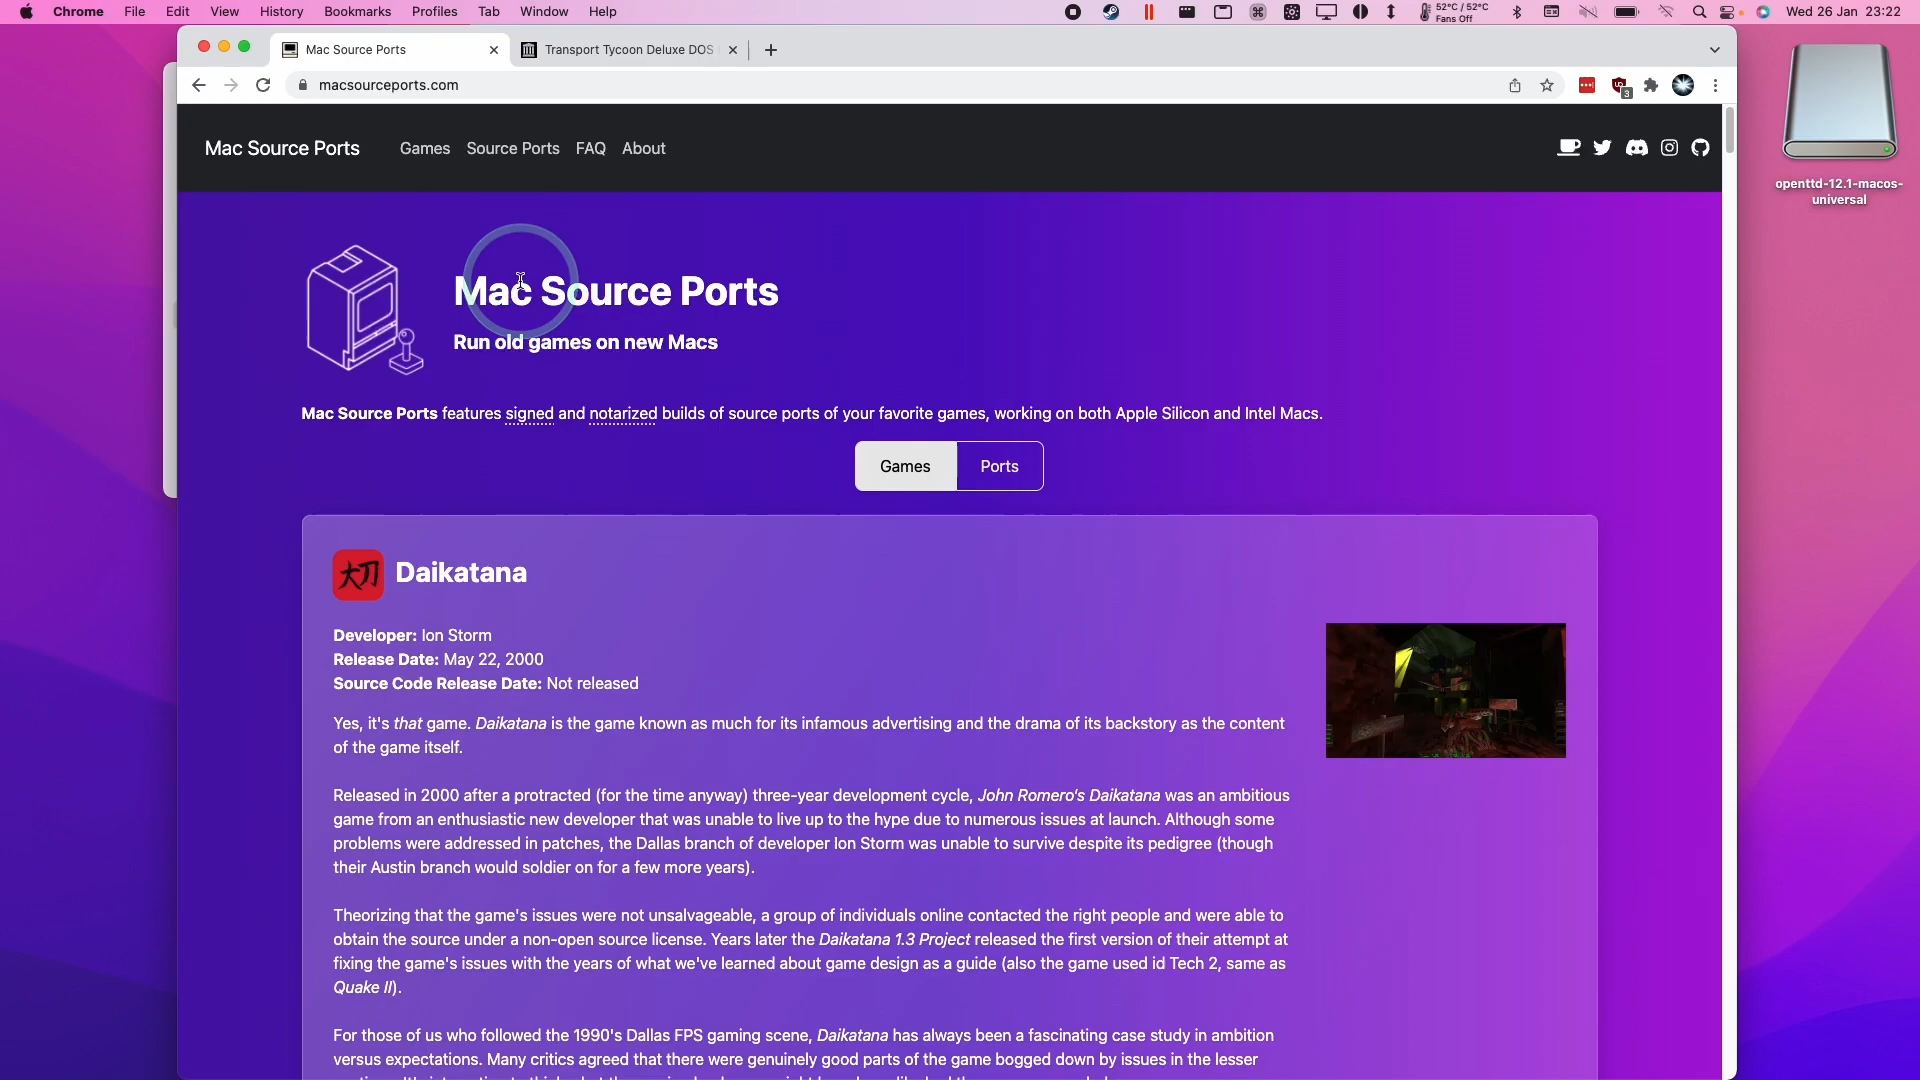 Chrome File Edit View History Bookmarks Profiles Tab Window Help
52°C / 52°C
Fans Off
Wed 26 Jan 23:22
Mac Source Ports
Transport Tycoon Deluxe DOS
macsourceports.com
3
openttd-12.1-macos-
universal
Mac Source Ports Games Source Ports FAQ About
Mac Source Ports
Run old games on new Macs
Mac Source Ports features signed and notarized builds of source ports of your favorite games, working on both Apple Silicon and Intel Macs.
Games Ports
大刀 Daikatana
Developer: Ion Storm
Release Date: May 22, 2000
Source Code Release Date: Not released
Yes, it's that game. Daikatana is the game known as much for its infamous advertising and the drama of its backstory as the content
of the game itself.
Released in 2000 after a protracted (for the time anyway) three-year development cycle, John Romero's Daikatana was an ambitious
game from an enthusiastic new developer that was unable to live up to the hype due to numerous issues at launch. Although some
problems were addressed in patches, the Dallas branch of developer Ion Storm was unable to survive despite its pedigree (though
their Austin branch would soldier on for a few more years).
Theorizing that the game's issues were not unsalvageable, a group of individuals online contacted the right people and were able to
obtain the source under a non-open source license. Years later the Daikatana 1.3 Project released the first version of their attempt at
fixing the game's issues with the years of what we've learned about game design as a guide (also the game used id Tech 2, same as
Quake II).
For those of us who followed the 1990's Dallas FPS gaming scene, Daikatana has always been a fascinating case study in ambition
versus expectations. Many critics agreed that there were genuinely good parts of the game bogged down by issues in the lesser